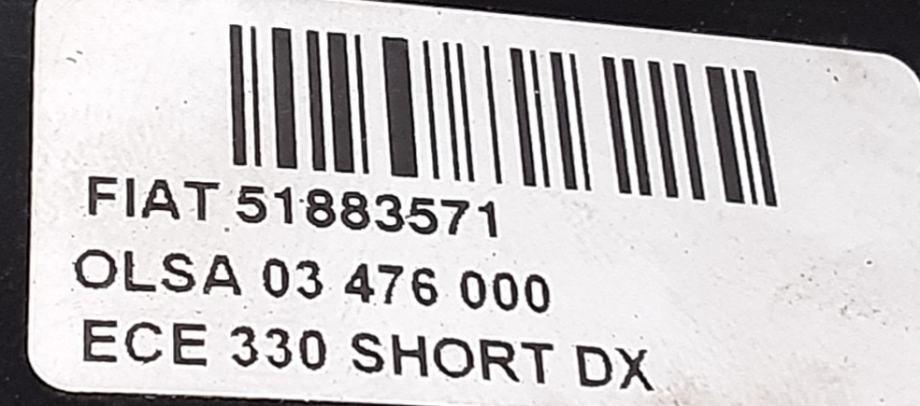 FIAT 51883571
OLSA 03 476 000
ECE 330 SHORT DX